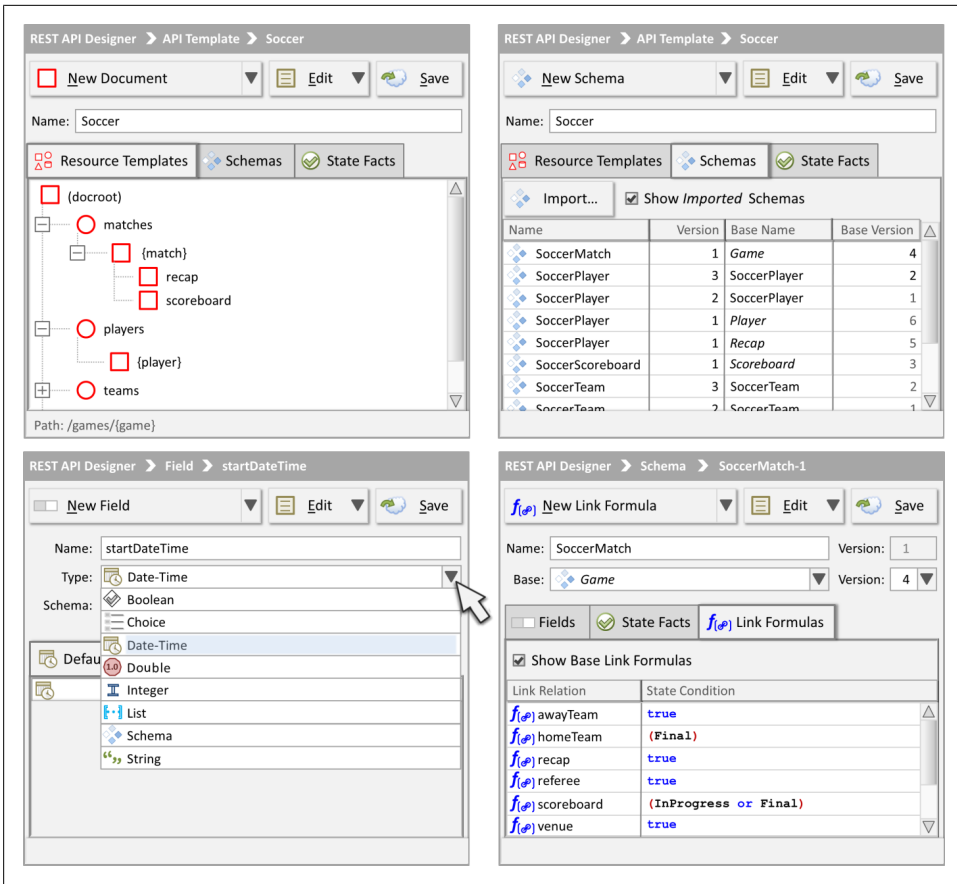 REST API Designer ❯ API Template ❯ Soccer
New Document Edit Save
Name: Soccer
Resource Templates Schemas State Facts
(docroot)
matches
{match}
recap
scoreboard
players
{player}
teams
Path: /games/{game}
REST API Designer ❯ API Template ❯ Soccer
New Schema Edit Save
Name: Soccer
Resource Templates Schemas State Facts
Import... Show Imported Schemas
Name Version Base Name Base Version
SoccerMatch 1 Game 4
SoccerPlayer 3 SoccerPlayer 2
SoccerPlayer 2 SoccerPlayer 1
SoccerPlayer 1 Player 6
SoccerPlayer 1 Recap 5
SoccerScoreboard 1 Scoreboard 3
SoccerTeam 3 SoccerTeam 2
SoccerTeam 2 SoccerTeam 1
REST API Designer ❯ Field ❯ startDateTime
New Field Edit Save
Name: startDateTime
Type: Date-Time
Schema:
Boolean
Choice
Date-Time
Defau
1.0 Double
Integer
List
Schema
String
REST API Designer ❯ Schema ❯ SoccerMatch-1
New Link Formula Edit Save
Name: SoccerMatch Version: 1
Base: Game Version: 4
Fields State Facts Link Formulas
Show Base Link Formulas
Link Relation State Condition
awayTeam true
homeTeam (Final)
recap true
referee true
scoreboard (InProgress or Final)
venue true